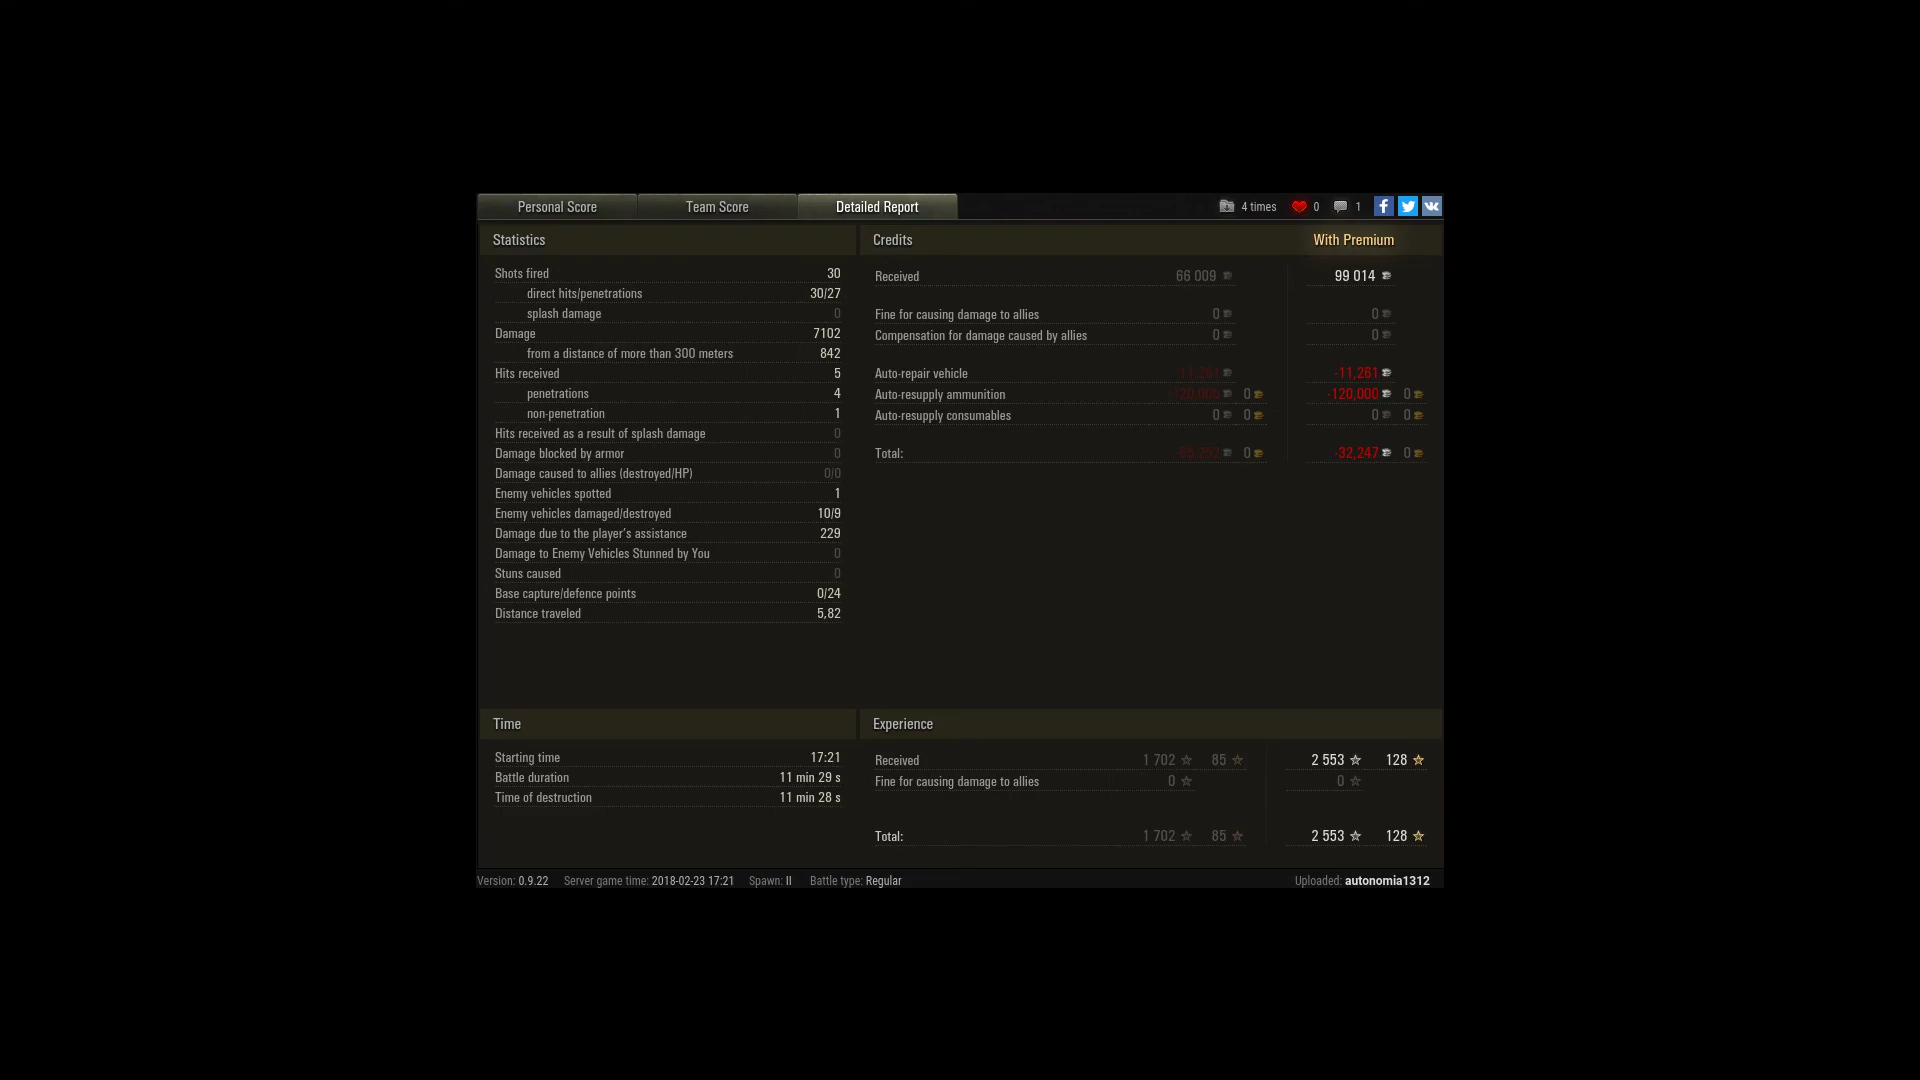 Personal Score Team Score Detailed Report 4 times 0 1
Statistics
Shots fired 30
direct hits/penetrations 30/27
splash damage 0
Damage 7102
from a distance of more than 300 meters 842
Hits received 5
penetrations 4
non-penetration 1
Hits received as a result of splash damage 0
Damage blocked by armor 0
Damage caused to allies (destroyed/HP) 0/0
Enemy vehicles spotted 1
Enemy vehicles damaged/destroyed 10/9
Damage due to the player's assistance 229
Damage to Enemy Vehicles Stunned by You 0
Stuns caused 0
Base capture/defence points 0/24
Distance traveled 5,82
Credits With Premium
Received 66 009 99 014
Fine for causing damage to allies 0 0
Compensation for damage caused by allies 0 0
Auto-repair vehicle -11,261 -11,261
Auto-resupply ammunition -120,000 0 -120,000 0
Auto-resupply consumables 0 0 0 0
Total: -65,252 0 -32,247 0
Time
Starting time 17:21
Battle duration 11 min 29 s
Time of destruction 11 min 28 s
Experience
Received 1 702 85 2 553 128
Fine for causing damage to allies 0 0
Total: 1 702 85 2 553 128
Version: 0.9.22 Server game time: 2018-02-23 17:21 Spawn: II Battle type: Regular Uploaded: autonomia1312